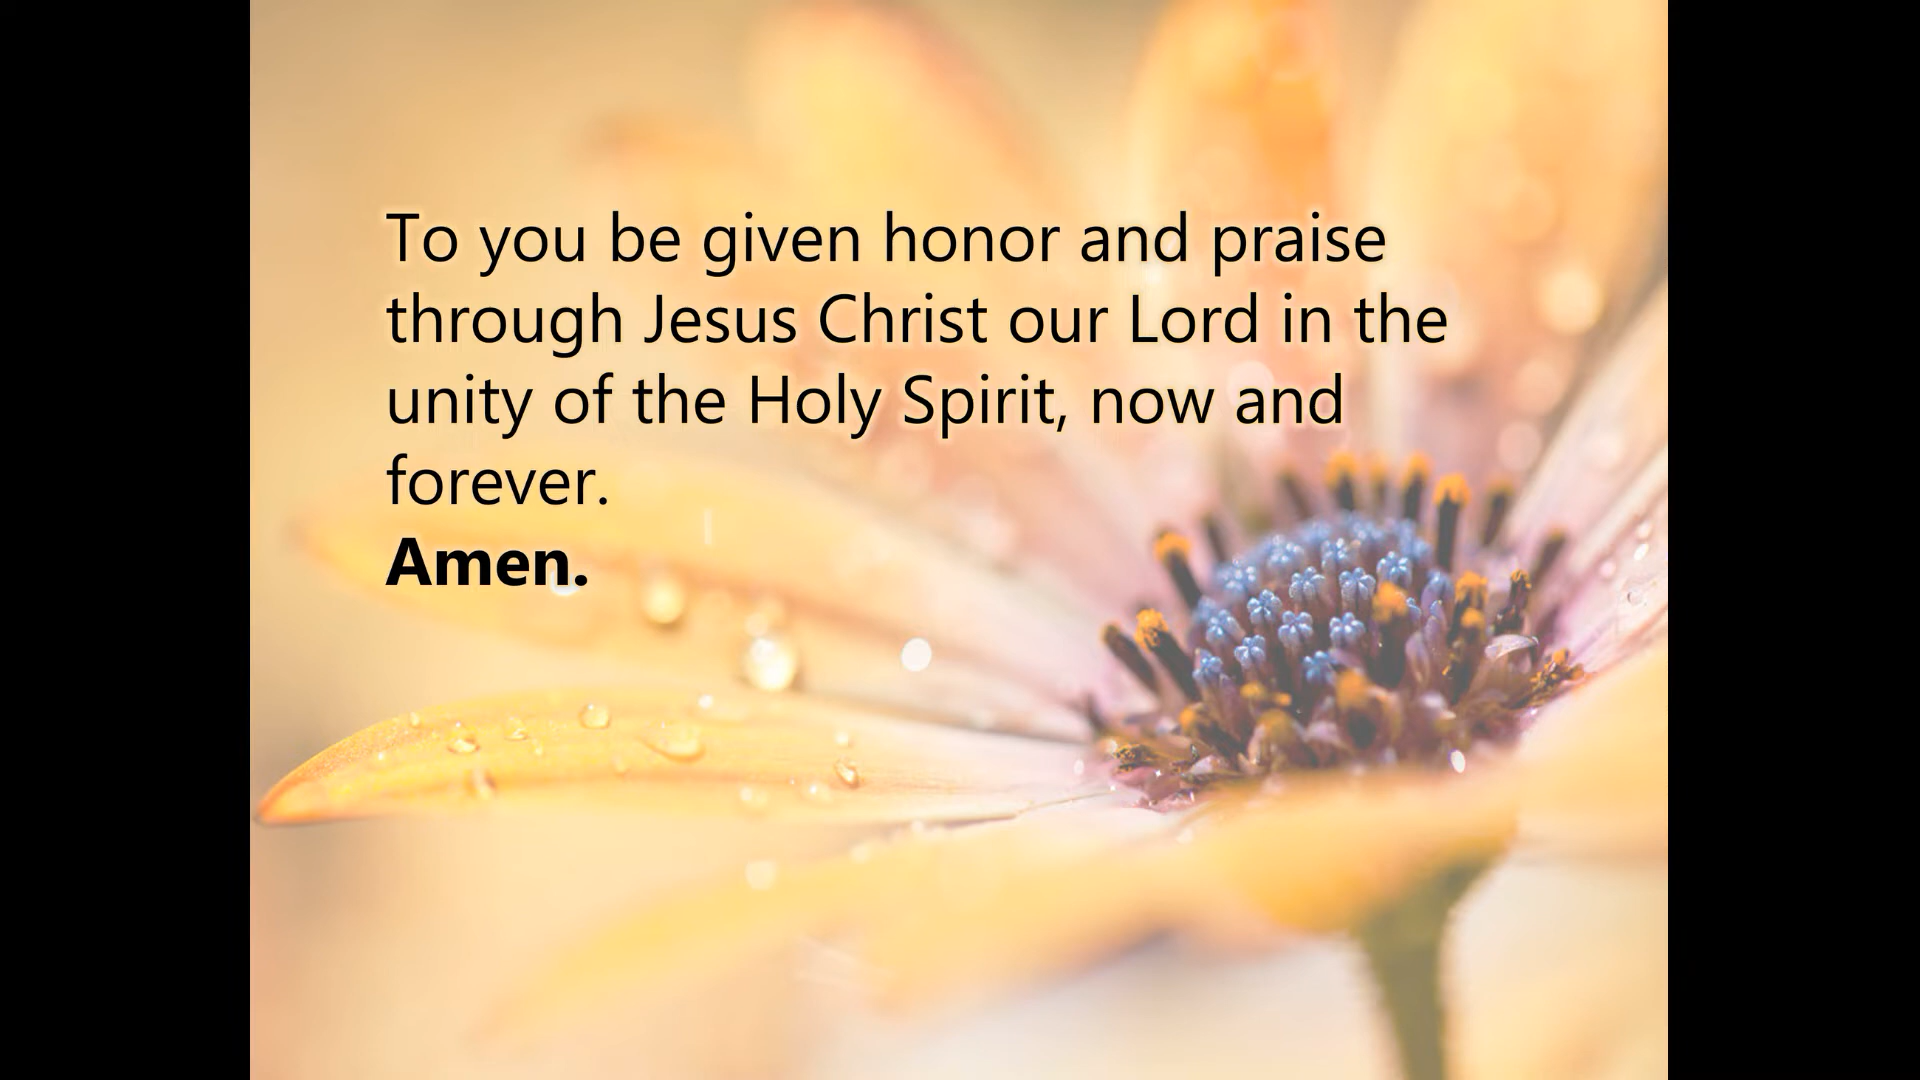 To you be given honor and praise
through Jesus Christ our Lord in the
unity of the Holy Spirit, now and
forever.
Amen.